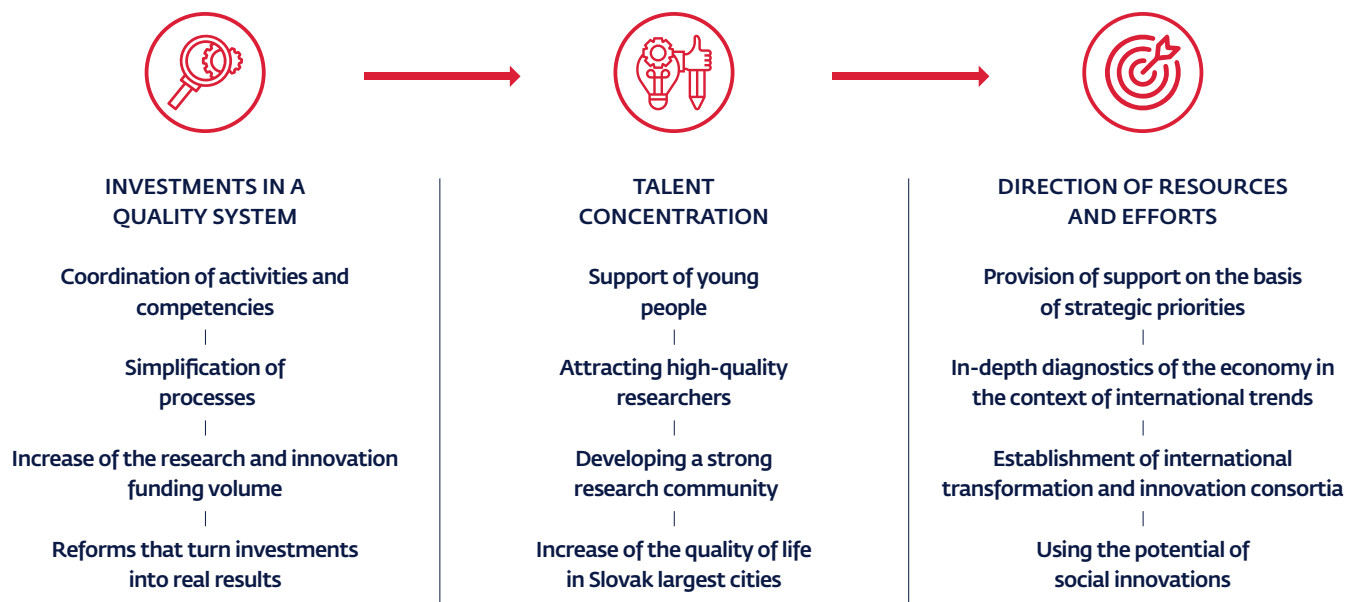 INVESTMENTS IN A
QUALITY SYSTEM
Coordination of activities and
competencies
Simplification of
processes
Increase of the research and innovation
funding volume
Reforms that turn investments
into real results
TALENT
CONCENTRATION
Support of young
people
Attracting high-quality
researchers
Developing a strong
research community
Increase of the quality of life
in Slovak largest cities
DIRECTION OF RESOURCES
AND EFFORTS
Provision of support on the basis
of strategic priorities
In-depth diagnostics of the economy in
the context of international trends
Establishment of international
transformation and innovation consortia
Using the potential of
social innovations